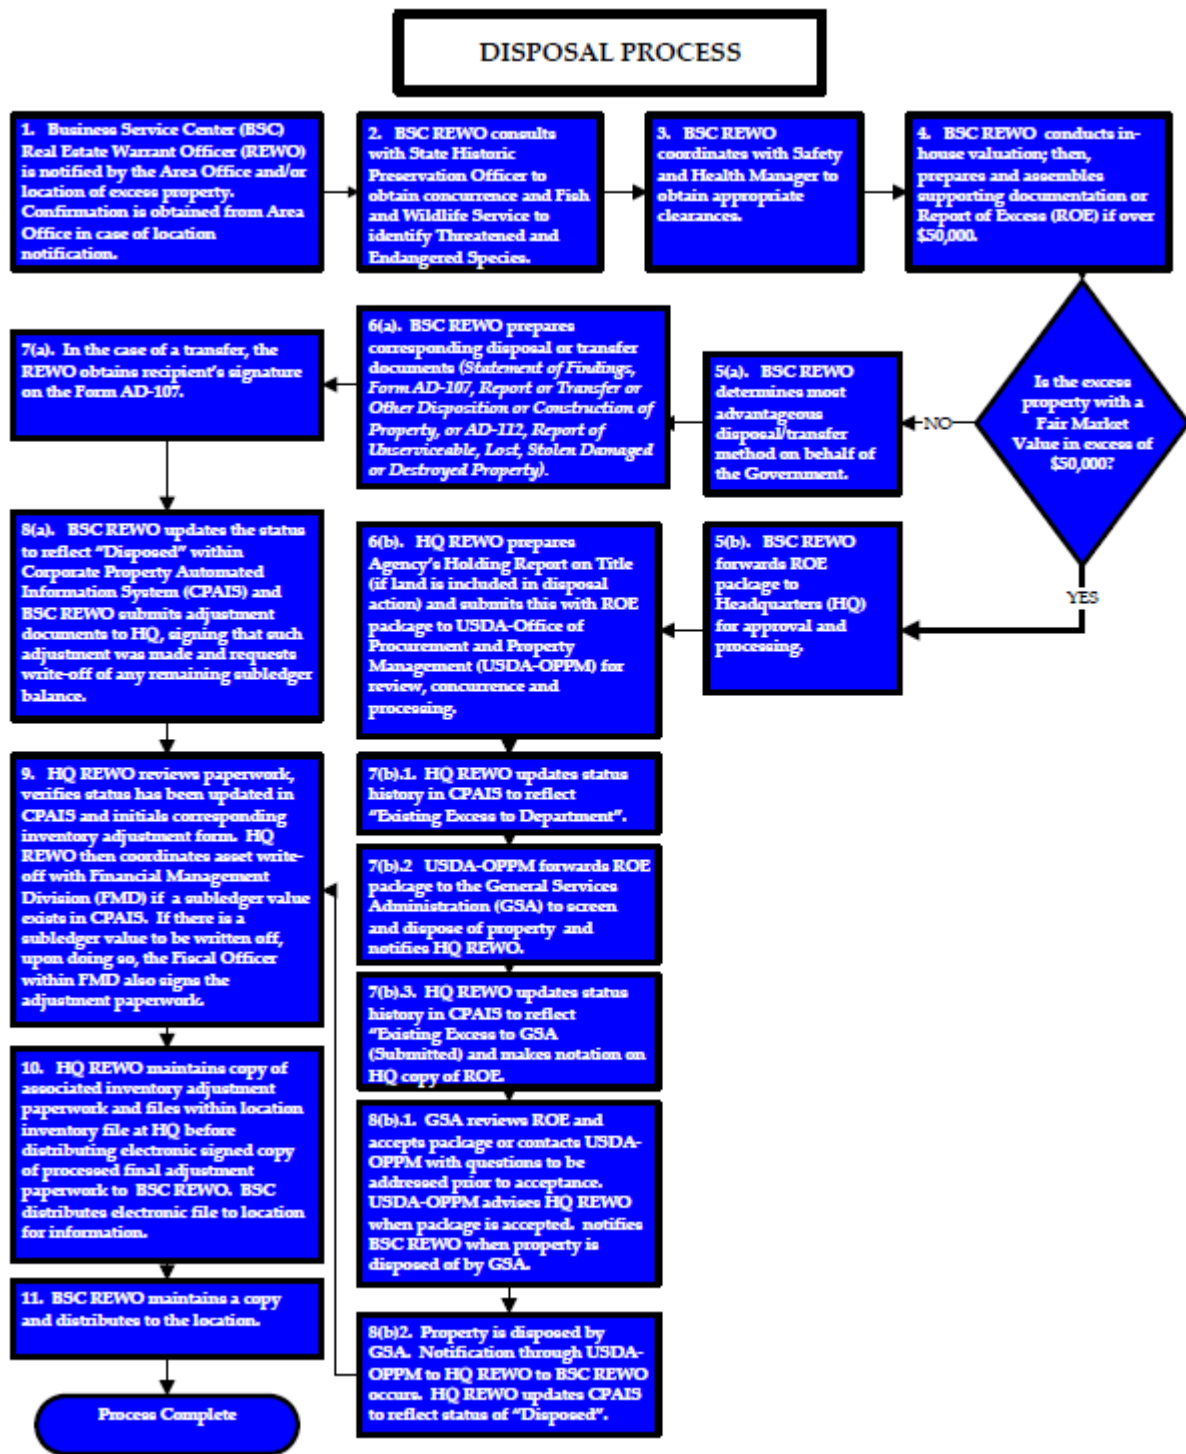 DISPOSAL PROCESS
1. Business Service Center (BSC)
Real Estate Warrant Officer (REWO)
is notified by the Area Office and/or
location of excess property.
Confirmation is obtained from Area
Office in case of location
notification.
2. BSC REWO consults
with State Historic
Preservation Officer to
obtain concurrence and Fish
and Wildlife Service to
identify Threatened and
Endangered Species.
3. BSC REWO
coordinates with Safety
and Health Manager to
obtain appropriate
clearances.
4. BSC REWO conducts in-
house valuation; then,
prepares and assembles
supporting documentation or
Report of Excess (ROE) if over
$50,000.
Is the excess
property with a
Fair Market
Value in excess of
$50,000?
NO
YES
5(a). BSC REWO
determines most
advantageous
disposal/transfer
method on behalf of
the Government.
6(a). BSC REWO prepares
corresponding disposal or transfer
documents (Statement of Findings,
Form AD-107, Report or Transfer or
Other Disposition or Construction of
Property, or AD-112, Report of
Unserviceable, Lost, Stolen Damaged
or Destroyed Property).
7(a). In the case of a transfer, the
REWO obtains recipient's signature
on the Form AD-107.
8(a). BSC REWO updates the status
to reflect “Disposed” within
Corporate Property Automated
Information System (CPAIS) and
BSC REWO submits adjustment
documents to HQ, signing that such
adjustment was made and requests
write-off of any remaining subledger
balance.
5(b). BSC REWO
forwards ROE
package to
Headquarters (HQ)
for approval and
processing.
6(b). HQ REWO prepares
Agency's Holding Report on Title
(if land is included in disposal
action) and submits this with ROE
package to USDA-Office of
Procurement and Property
Management (USDA-OPPM) for
review, concurrence and
processing.
7(b).1. HQ REWO updates status
history in CPAIS to reflect
“Existing Excess to Department”.
7(b).2 USDA-OPPM forwards ROE
package to the General Services
Administration (GSA) to screen
and dispose of property and
notifies HQ REWO.
7(b).3. HQ REWO updates status
history in CPAIS to reflect
“Existing Excess to GSA
(Submitted) and makes notation on
HQ copy of ROE.
8(b).1. GSA reviews ROE and
accepts package or contacts USDA-
OPPM with questions to be
addressed prior to acceptance.
USDA-OPPM advises HQ REWO
when package is accepted. notifies
BSC REWO when property is
disposed of by GSA.
8(b)2. Property is disposed by
GSA. Notification through USDA-
OPPM to HQ REWO to BSC REWO
occurs. HQ REWO updates CPAIS
to reflect status of “Disposed”.
9. HQ REWO reviews paperwork,
verifies status has been updated in
CPAIS and initials corresponding
inventory adjustment form. HQ
REWO then coordinates asset write-
off with Financial Management
Division (FMD) if a subledger value
exists in CPAIS. If there is a
subledger value to be written off,
upon doing so, the Fiscal Officer
within FMD also signs the
adjustment paperwork.
10. HQ REWO maintains copy of
associated inventory adjustment
paperwork and files within location
inventory file at HQ before
distributing electronic signed copy
of processed final adjustment
paperwork to BSC REWO. BSC
distributes electronic file to location
for information.
11. BSC REWO maintains a copy
and distributes to the location.
Process Complete